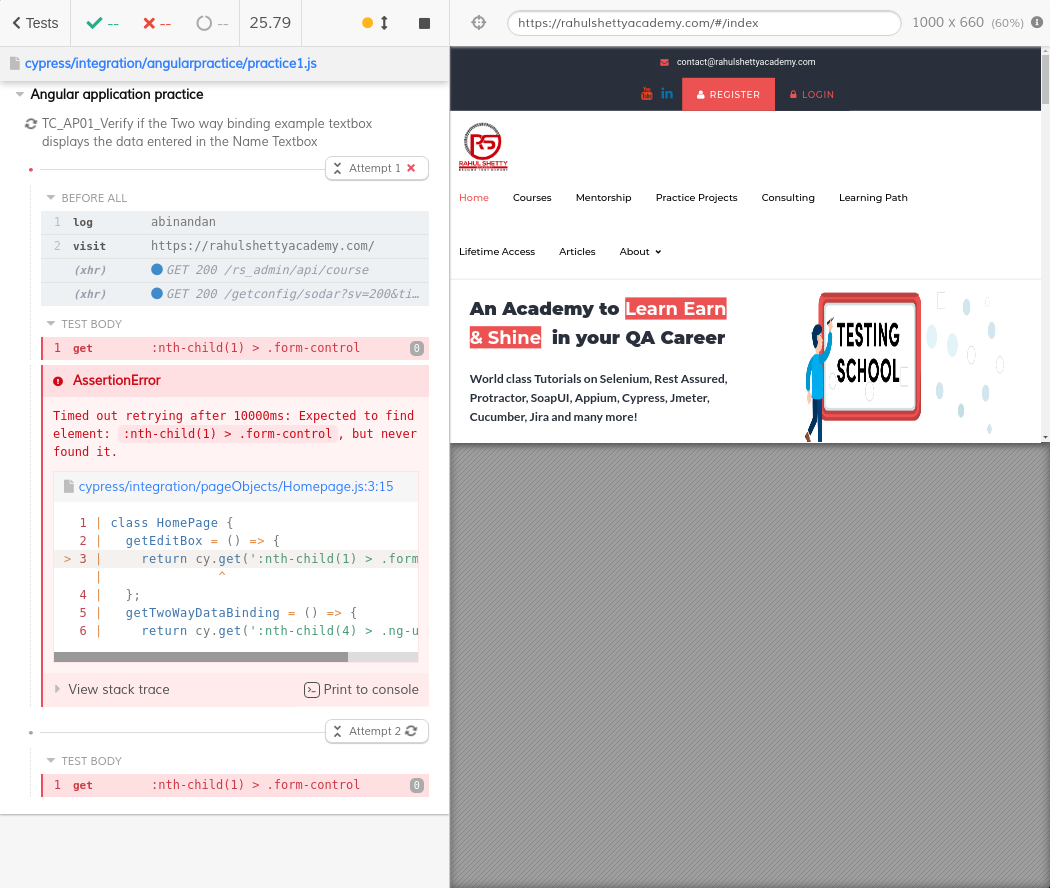 Tests
--
--
--
25.79
https://rahulshettyacademy.com/#/index
1000 x 660 (60%)
cypress/integration/angularpractice/practice1.js
Angular application practice
TC_AP01_Verify if the Two way binding example textbox
displays the data entered in the Name Textbox
Attempt 1
BEFORE ALL
1 log abinandan
2 visit https://rahulshettyacademy.com/
(xhr) GET 200 /rs_admin/api/course
(xhr) GET 200 /getconfig/sodar?sv=200&ti…
TEST BODY
1 get :nth-child(1) > .form-control 0
AssertionError
Timed out retrying after 10000ms: Expected to find
element: :nth-child(1) > .form-control, but never
found it.
cypress/integration/pageObjects/Homepage.js:3:15
1 | class HomePage {
2 |   getEditBox = () => {
> 3 |     return cy.get(':nth-child(1) > .form
|               ^
4 |   };
5 |   getTwoWayDataBinding = () => {
6 |     return cy.get(':nth-child(4) > .ng-u
View stack trace
Print to console
Attempt 2
TEST BODY
1 get :nth-child(1) > .form-control 0
contact@rahulshettyacademy.com
You in REGISTER LOGIN
RS
RAHUL SHETTY
Home Courses Mentorship Practice Projects Consulting Learning Path
Lifetime Access Articles About
An Academy to Learn Earn
& Shine in your QA Career
World class Tutorials on Selenium, Rest Assured,
Protractor, SoapUI, Appium, Cypress, Jmeter,
Cucumber, Jira and many more!
TESTING
SCHOOL